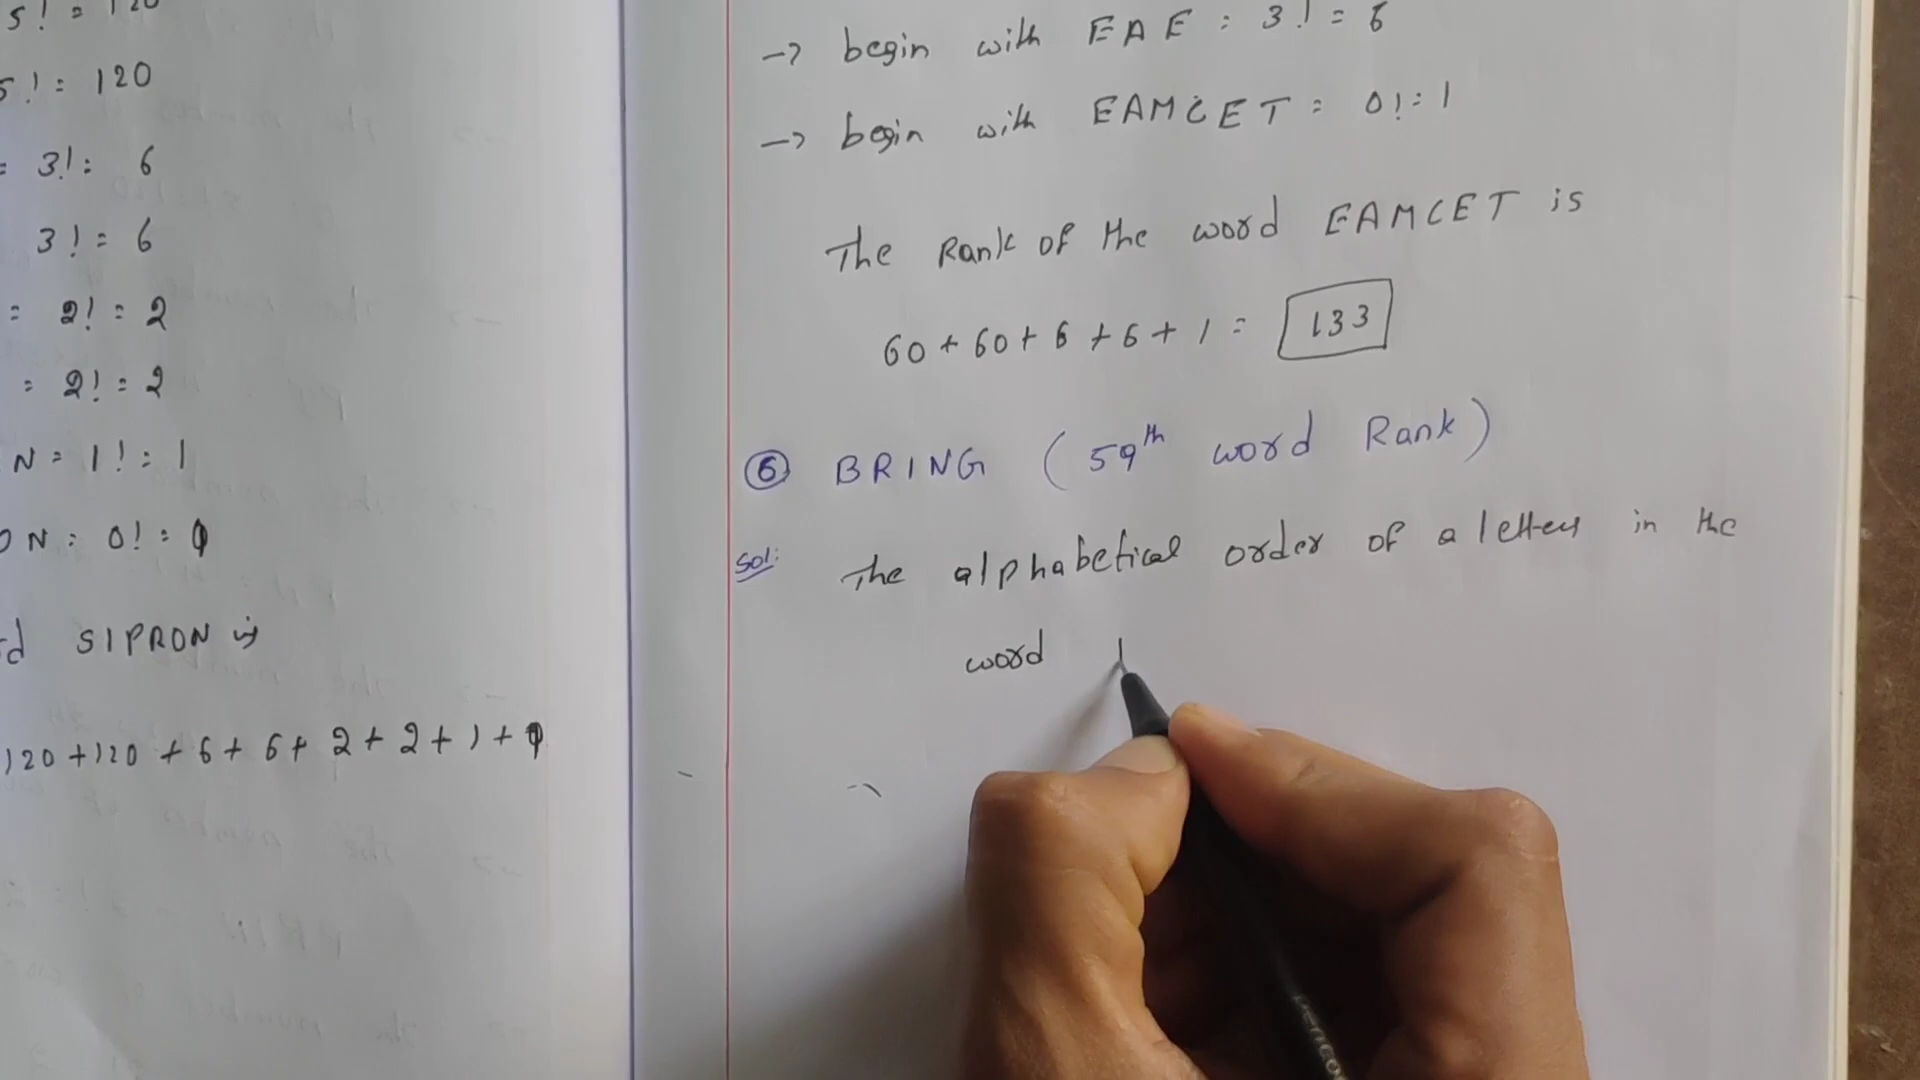 5! = 120
5! = 120
= 3! = 6
3! = 6
= 2! = 2
= 2! = 2
N = 1! = 1
ON = 0! =
SIPRON is
120 + 120 + 6 + 6 + 2 + 2 + 1 +
→ begin with EAE = 3! = 6
→ begin with EAMCET = 0! = 1
The Rank of the word EAMCET is
60 + 60 + 6 + 6 + 1 = 133
⑥ BRING ( 59th word Rank )
Sol: The alphabetical order of a letters in the
word